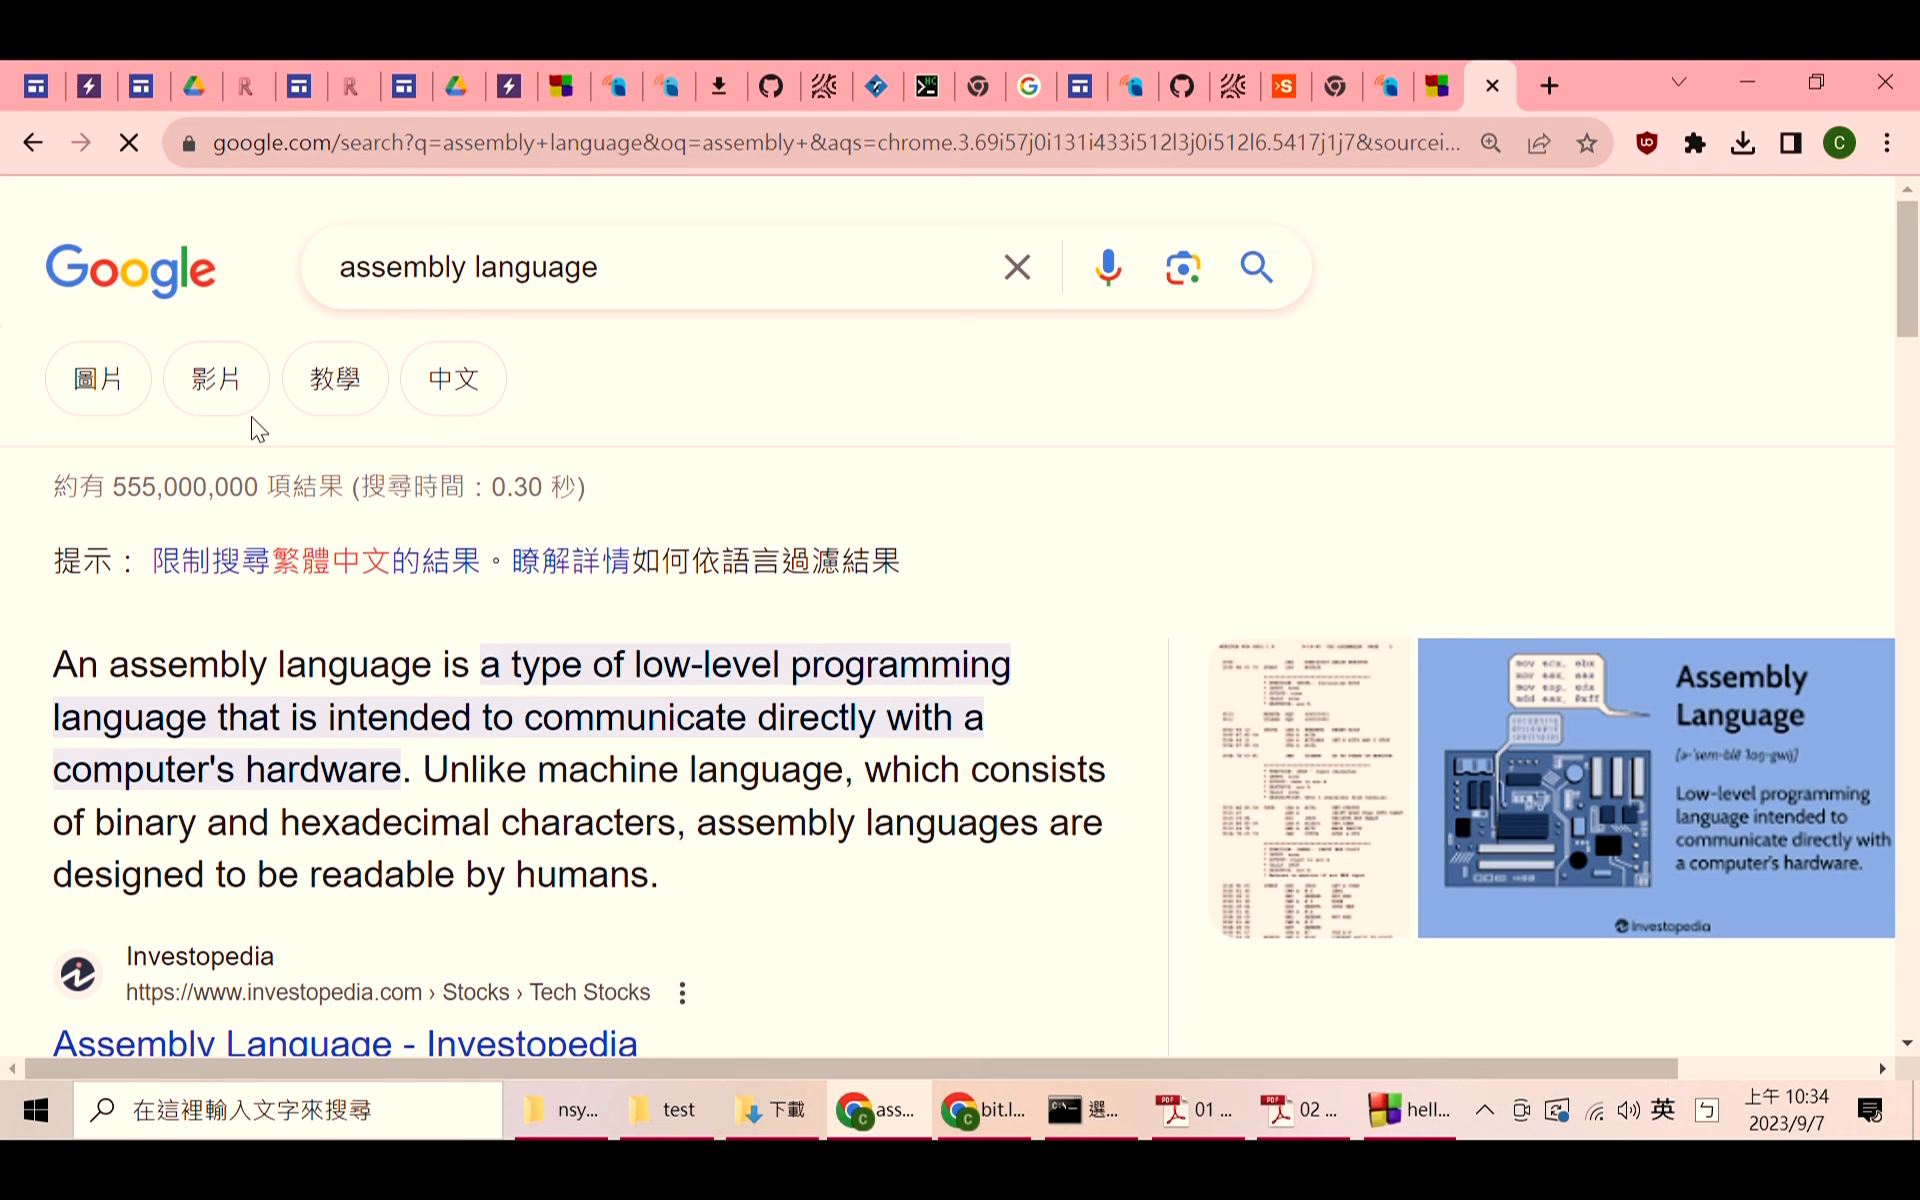 google.com/search?q=assembly+language&oq=assembly+&aqs=chrome.3.69i57j0i131i433i512l3j0i512l6.5417j1j7&sourcei...
C
Google
assembly language
圖片
影片
教學
中文
約有 555,000,000 項結果 (搜尋時間：0.30 秒)
提示： 限制搜尋繁體中文的結果。瞭解詳情如何依語言過濾結果
An assembly language is a type of low-level programming
language that is intended to communicate directly with a
computer's hardware. Unlike machine language, which consists
of binary and hexadecimal characters, assembly languages are
designed to be readable by humans.
Assembly
Language
Low-level programming
language intended to
communicate directly with
a computer's hardware.
Investopedia
Investopedia
https://www.investopedia.com › Stocks › Tech Stocks
Assembly Language - Investopedia
在這裡輸入文字來搜尋
nsy...
test
下載
ass...
bit.l...
選...
01 ...
02 ...
hell...
英
上午 10:34
2023/9/7